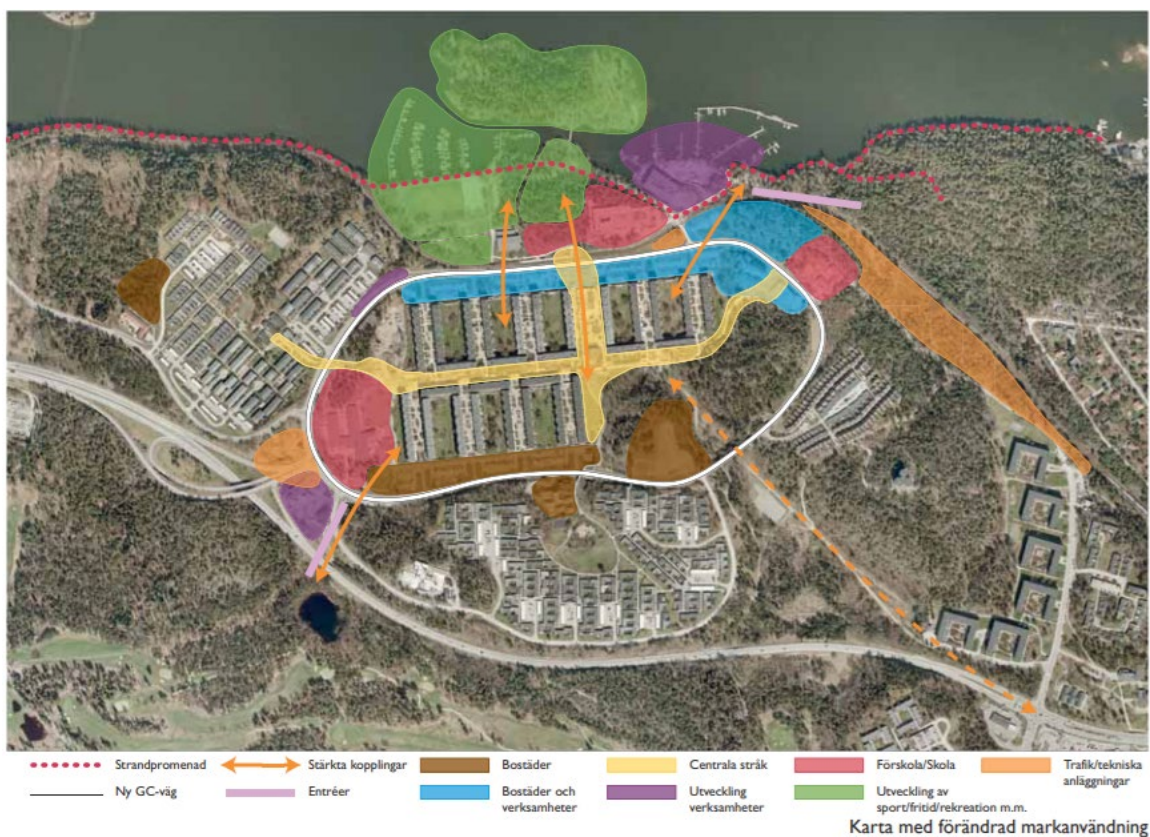 Strandpromenad
Stärkta kopplingar
Bostäder
Centrala stråk
Förskola/Skola
Trafik/tekniska
anläggningar
Ny GC-väg
Entréer
Bostäder och
verksamheter
Utveckling
verksamheter
Utveckling av
sport/fritid/rekreation m.m.
Karta med förändrad markanvändning